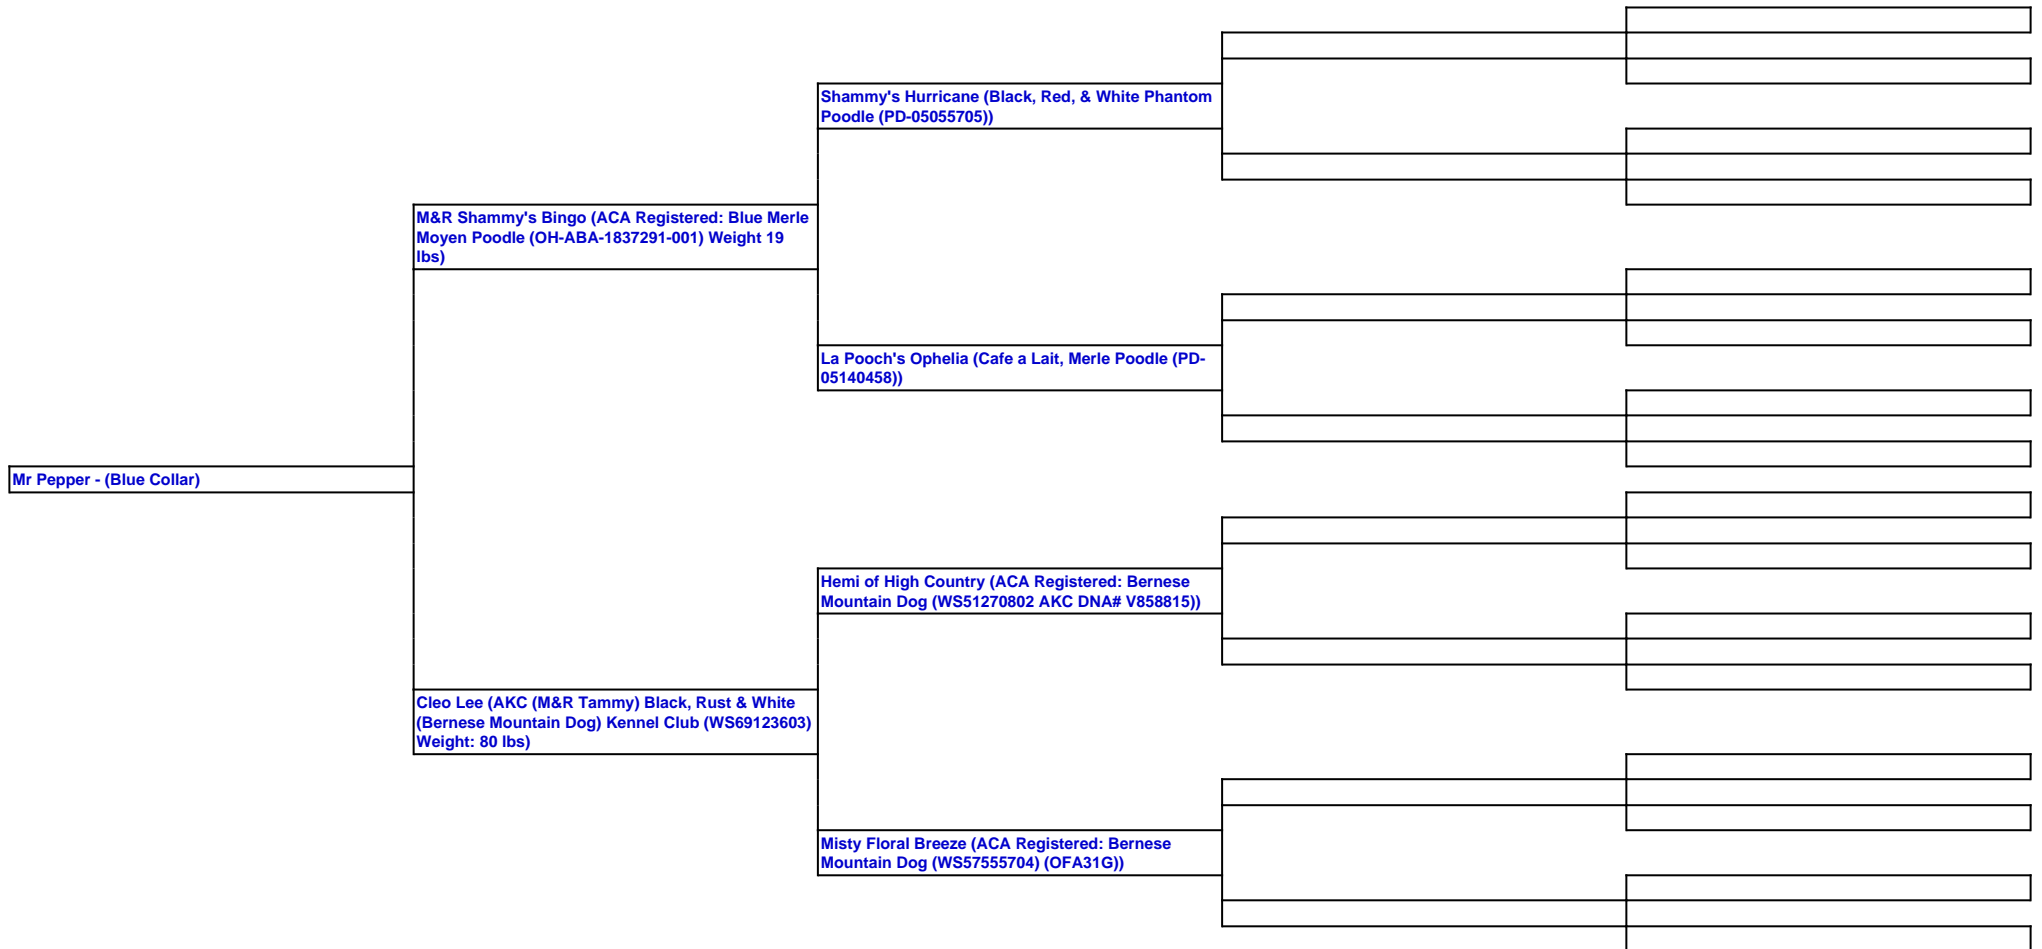 Shammy's Hurricane (Black, Red, & White Phantom
Poodle (PD-05055705))
M&R Shammy's Bingo (ACA Registered: Blue Merle
Moyen Poodle (OH-ABA-1837291-001) Weight 19
lbs)
La Pooch's Ophelia (Cafe a Lait, Merle Poodle (PD-
05140458))
Mr Pepper - (Blue Collar)
Hemi of High Country (ACA Registered: Bernese
Mountain Dog (WS51270802 AKC DNA# V858815))
Cleo Lee (AKC (M&R Tammy) Black, Rust & White
(Bernese Mountain Dog) Kennel Club (WS69123603)
Weight: 80 lbs)
Misty Floral Breeze (ACA Registered: Bernese
Mountain Dog (WS57555704) (OFA31G))